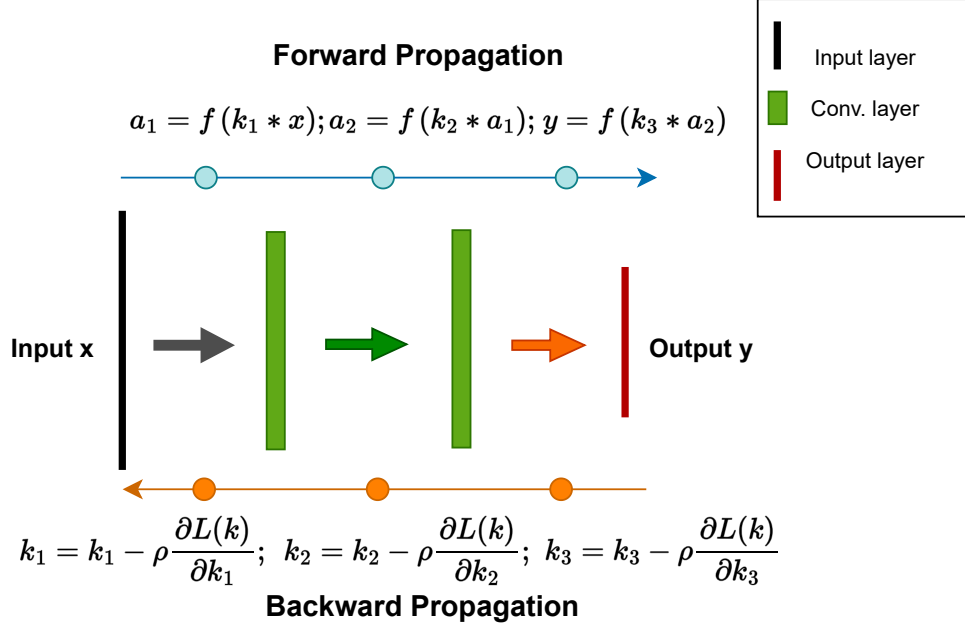 Forward Propagation
a₁ = f(k₁ * x); a₂ = f(k₂ * a₁); y = f(k₃ * a₂)
Input layer
Conv. layer
Output layer
Input x
Output y
k₁ = k₁ − ρ ∂L(k)/∂k₁; k₂ = k₂ − ρ ∂L(k)/∂k₂; k₃ = k₃ − ρ ∂L(k)/∂k₃
Backward Propagation